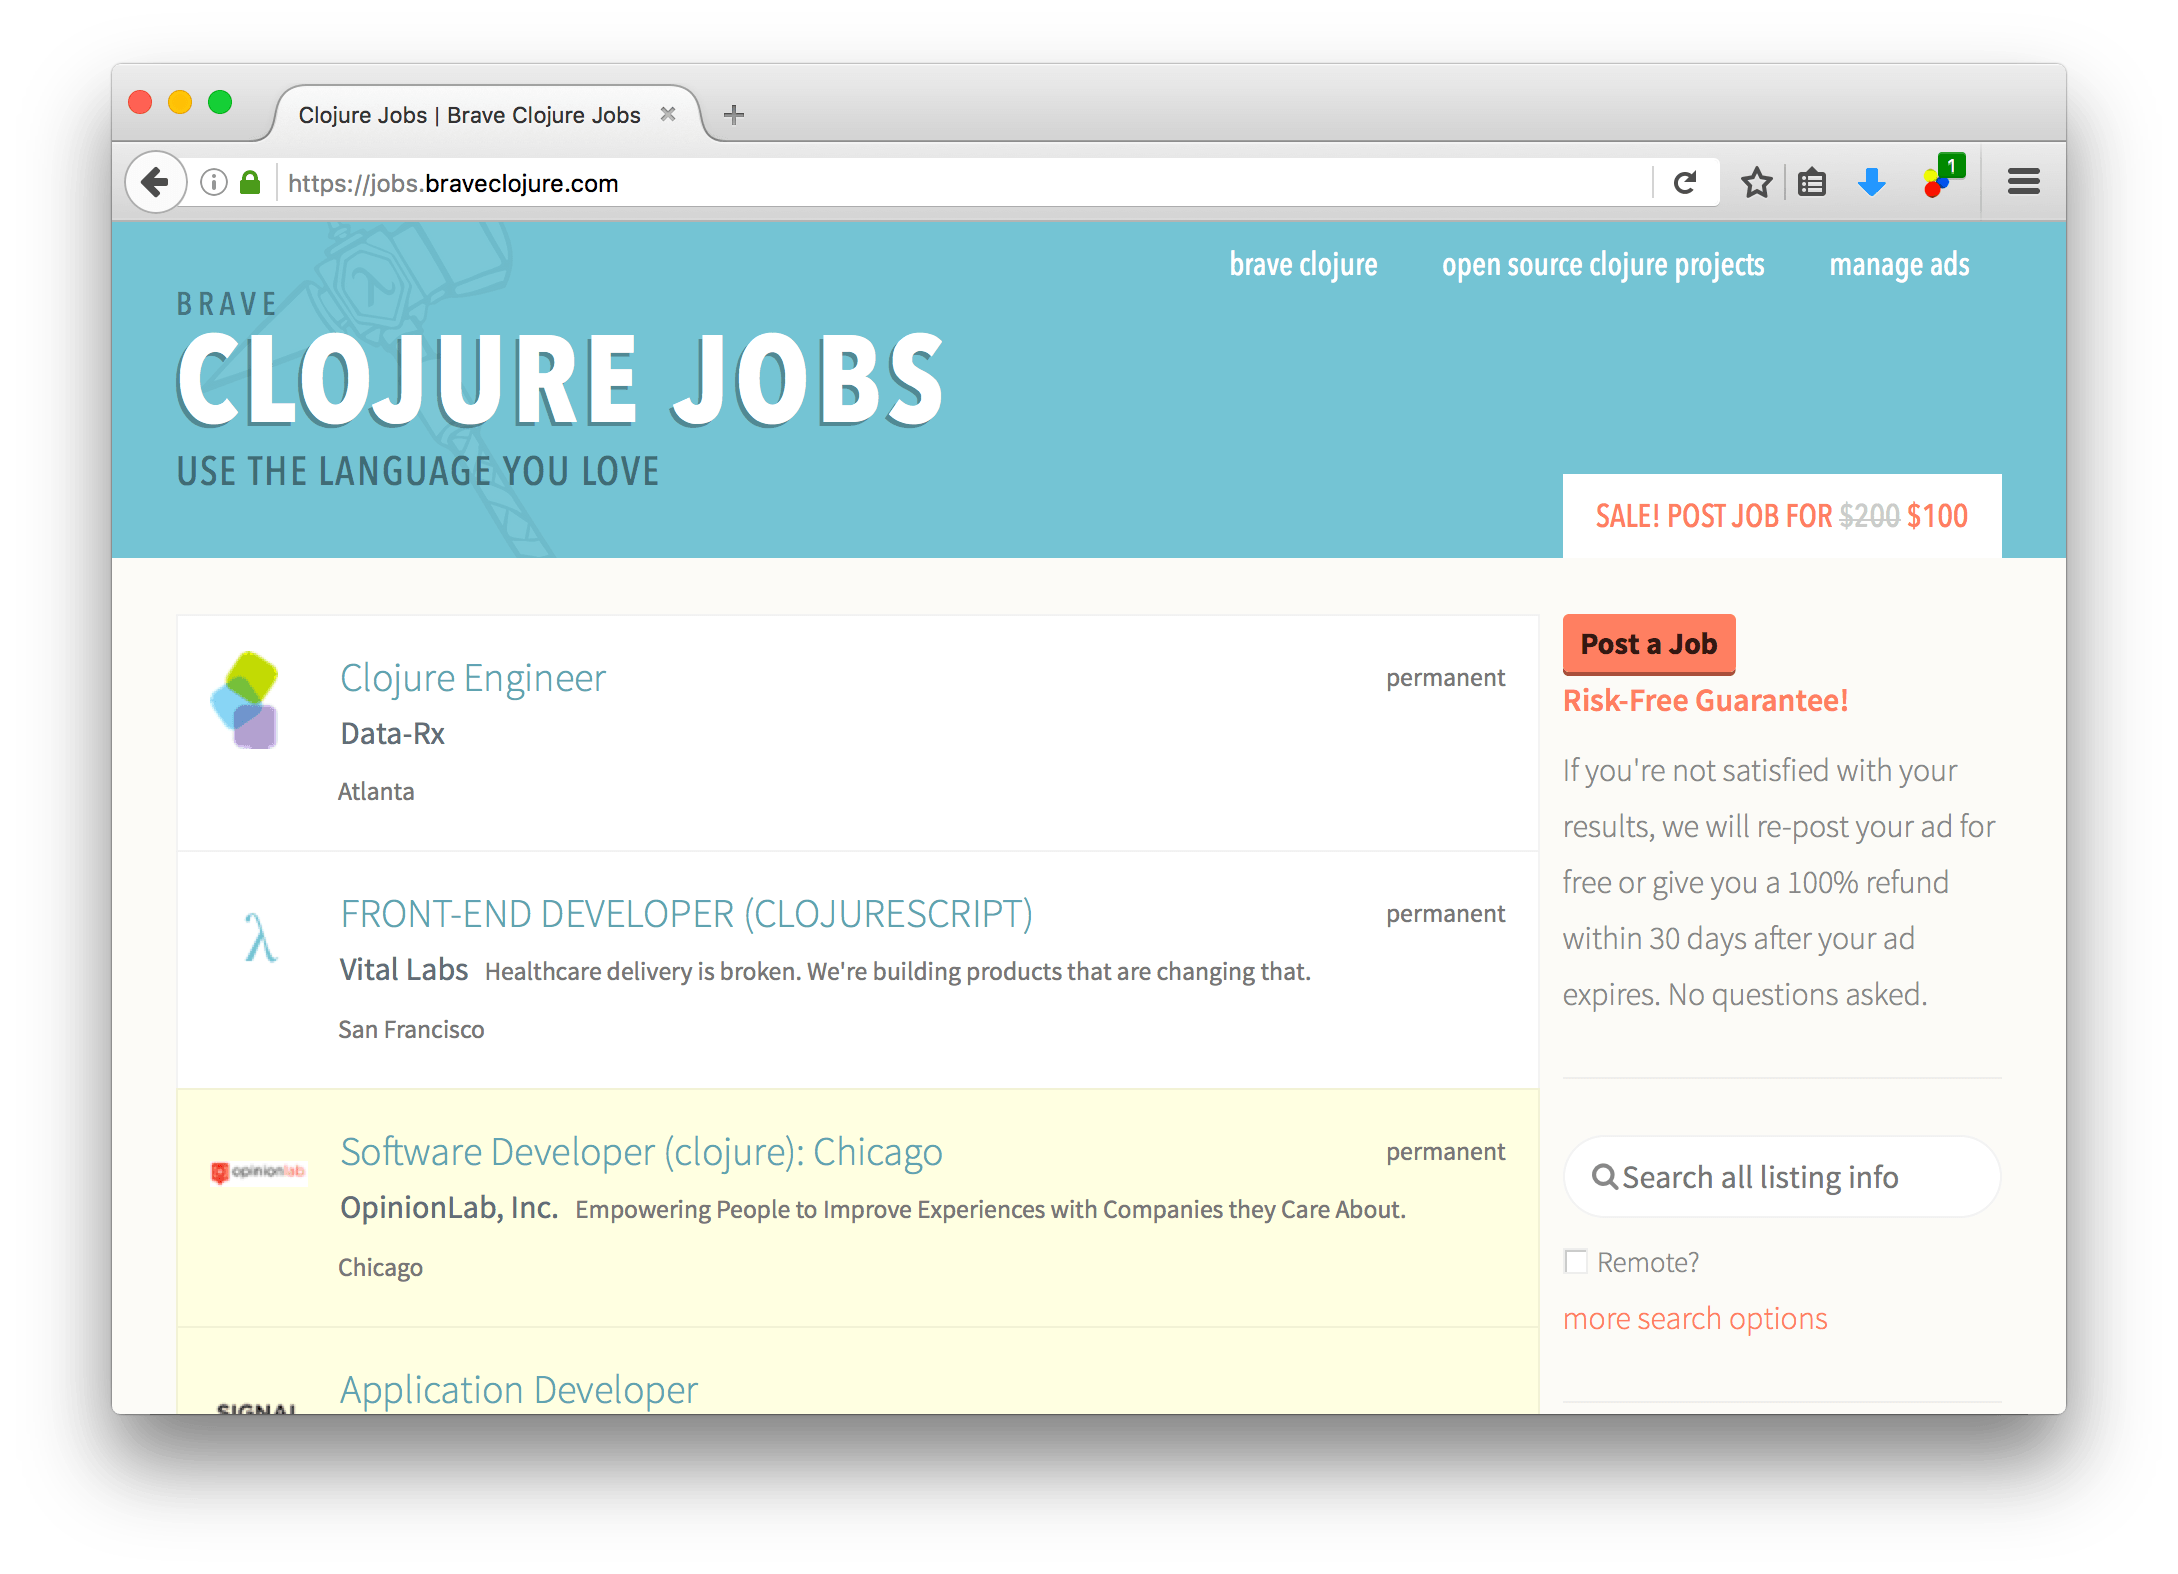 Clojure Jobs | Brave Clojure Jobs
https://jobs.braveclojure.com
1
brave clojure
open source clojure projects
manage ads
BRAVE
CLOJURE JOBS
USE THE LANGUAGE YOU LOVE
SALE! POST JOB FOR $200 $100
Clojure Engineer
permanent
Data-Rx
Atlanta
λ
FRONT-END DEVELOPER (CLOJURESCRIPT)
permanent
Vital Labs Healthcare delivery is broken. We're building products that are changing that.
San Francisco
opinionlab
Software Developer (clojure): Chicago
permanent
OpinionLab, Inc. Empowering People to Improve Experiences with Companies they Care About.
Chicago
SIGNAL
Application Developer
Post a Job
Risk-Free Guarantee!
If you're not satisfied with your
results, we will re-post your ad for
free or give you a 100% refund
within 30 days after your ad
expires. No questions asked.
Search all listing info
Remote?
more search options